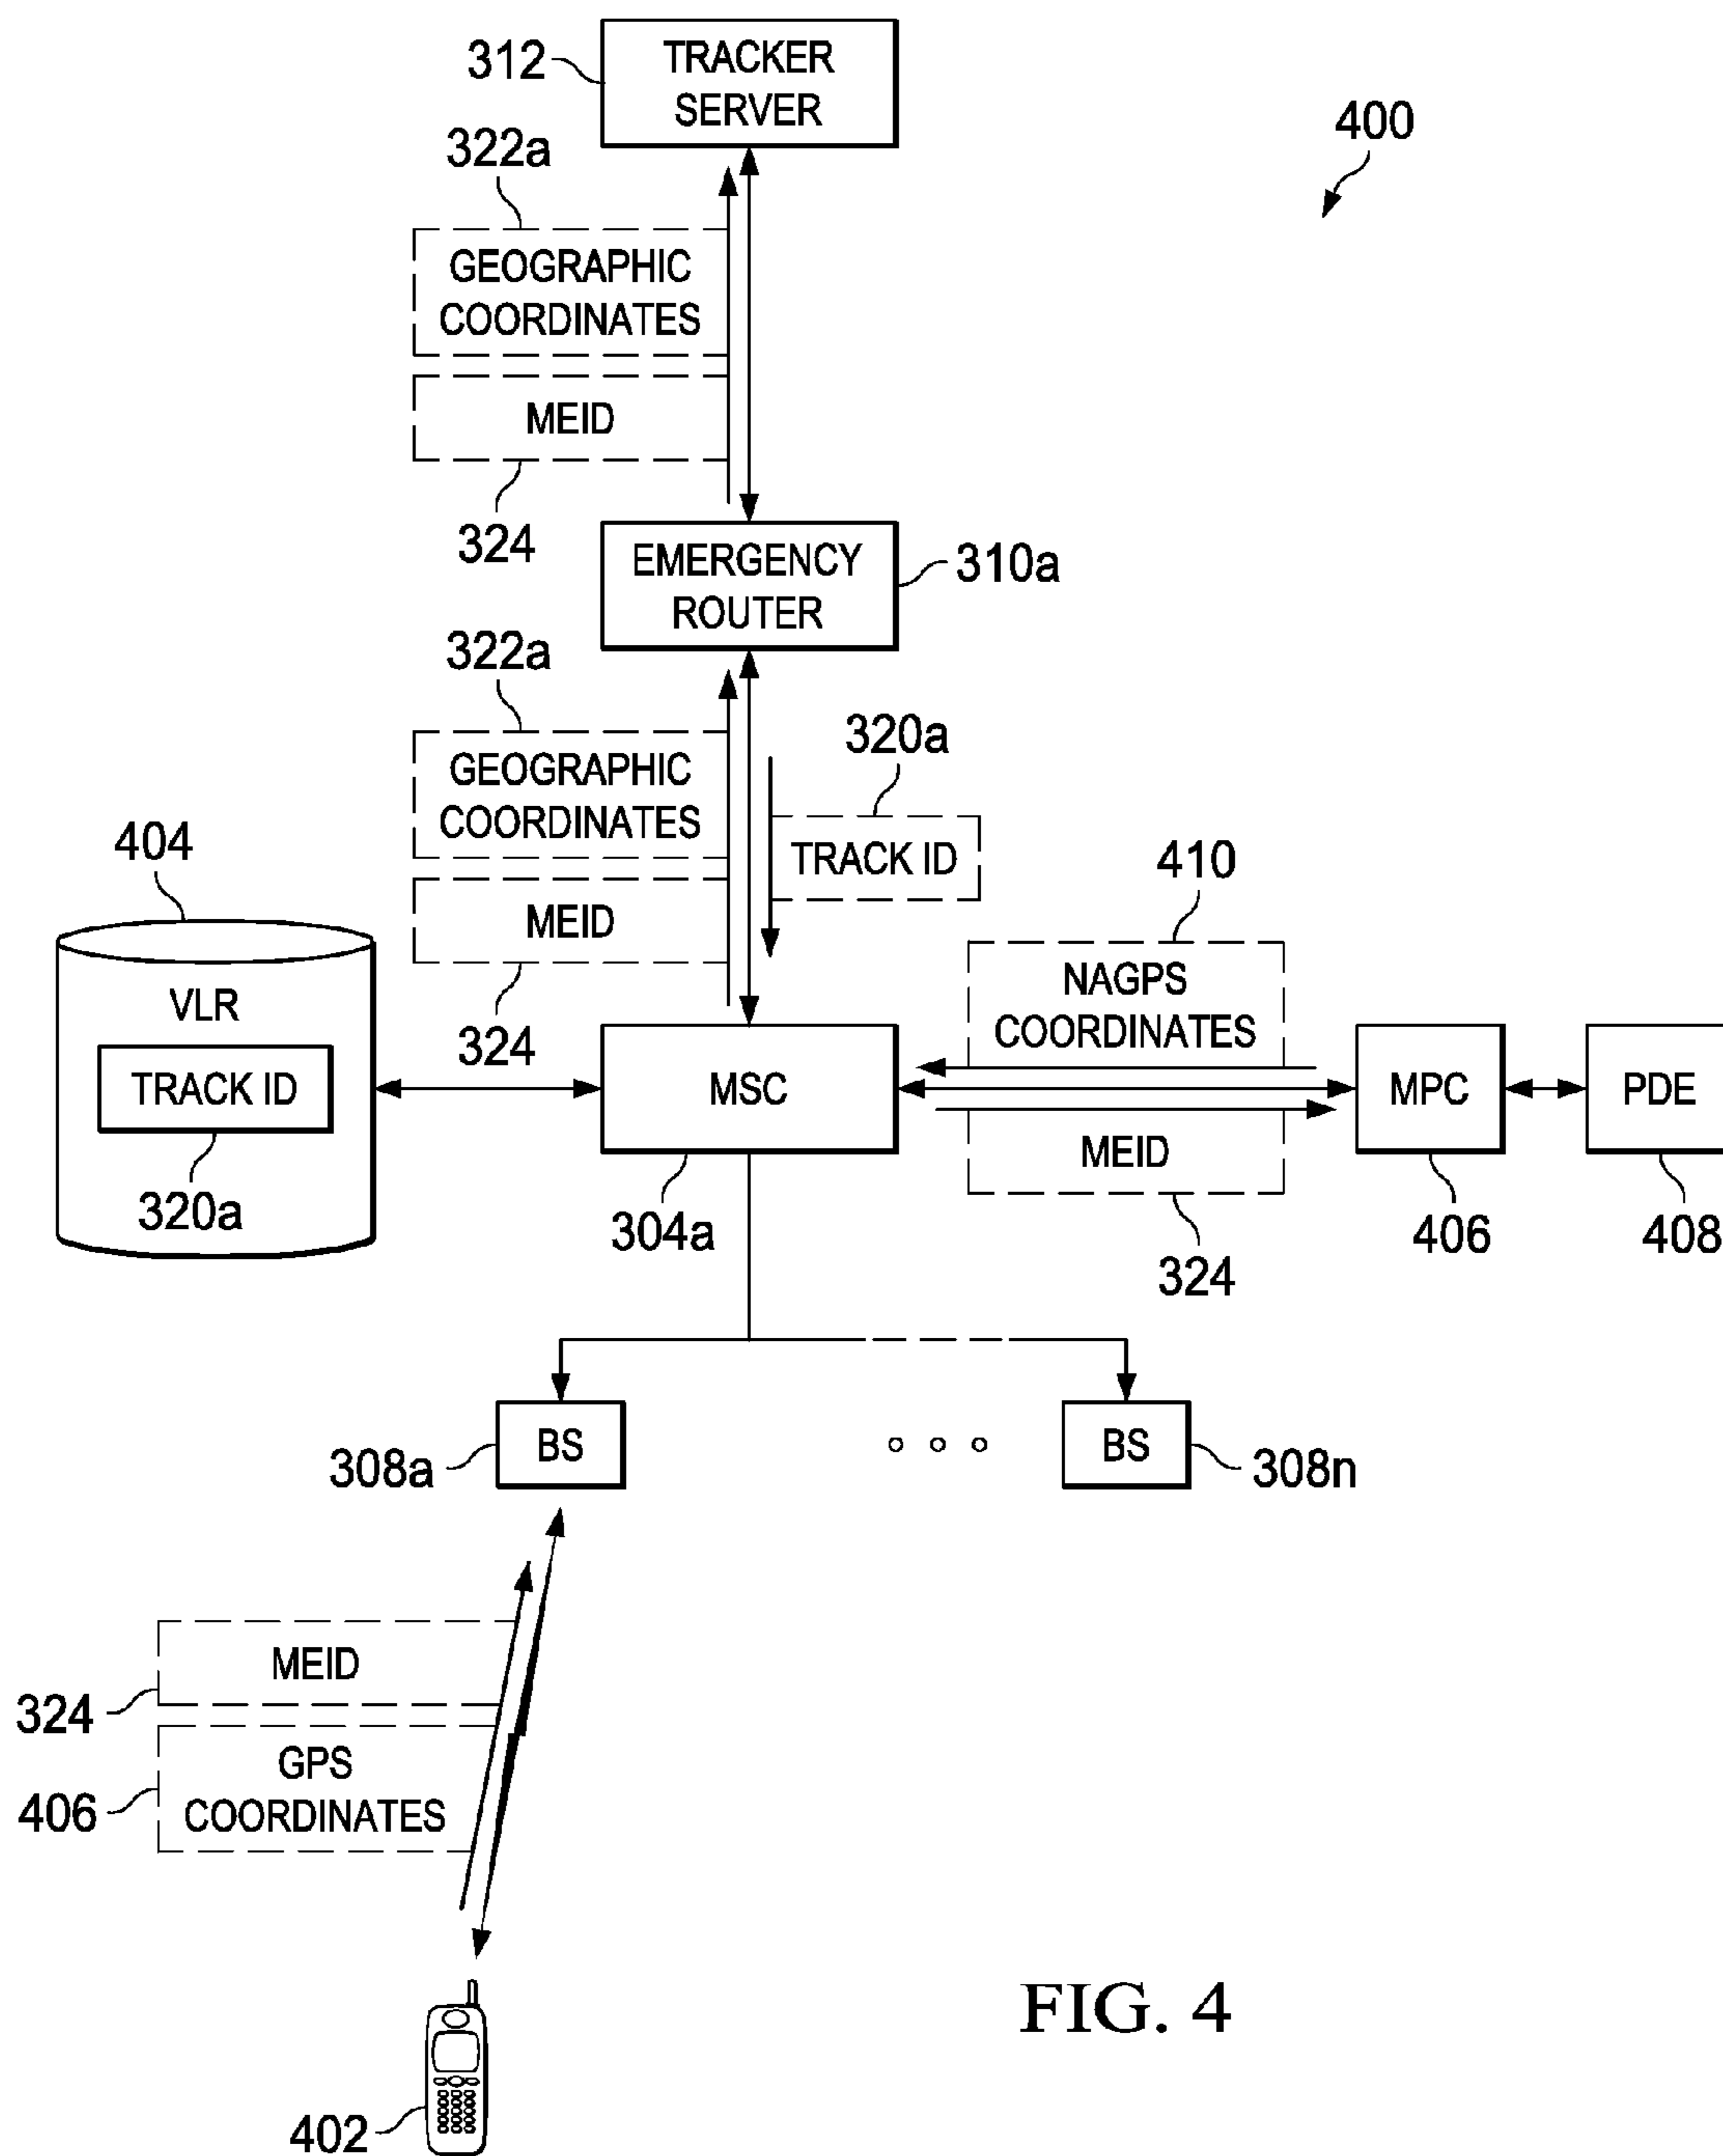 312
TRACKER
SERVER
400
322a
GEOGRAPHIC
COORDINATES
MEID
324
EMERGENCY
ROUTER
310a
322a
GEOGRAPHIC
COORDINATES
MEID
324
320a
TRACK ID
404
VLR
TRACK ID
320a
MSC
304a
410
NAGPS
COORDINATES
MEID
324
MPC
406
PDE
408
BS
308a
BS
308n
MEID
324
GPS
COORDINATES
406
402
FIG. 4